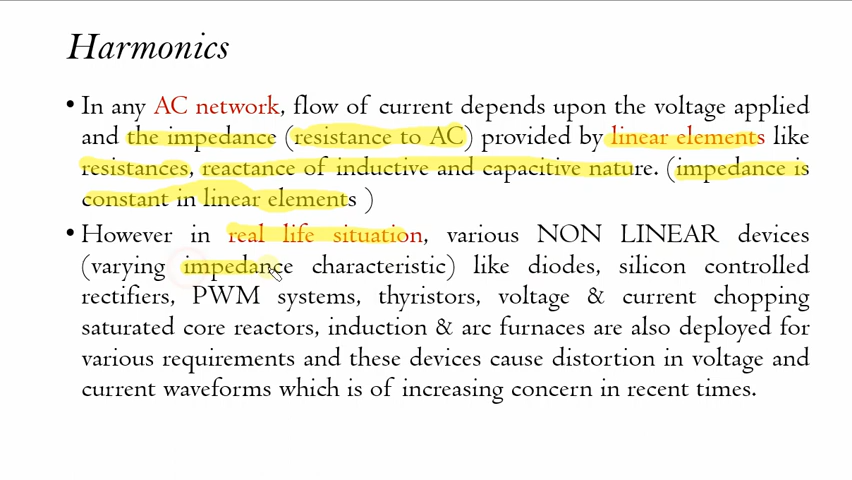 Harmonics
• In any AC network, flow of current depends upon the voltage applied
and the impedance (resistance to AC) provided by linear elements like
resistances, reactance of inductive and capacitive nature. (impedance is
constant in linear elements )
• However in real life situation, various NON LINEAR devices
(varying impedance characteristic) like diodes, silicon controlled
rectifiers, PWM systems, thyristors, voltage & current chopping
saturated core reactors, induction & arc furnaces are also deployed for
various requirements and these devices cause distortion in voltage and
current waveforms which is of increasing concern in recent times.